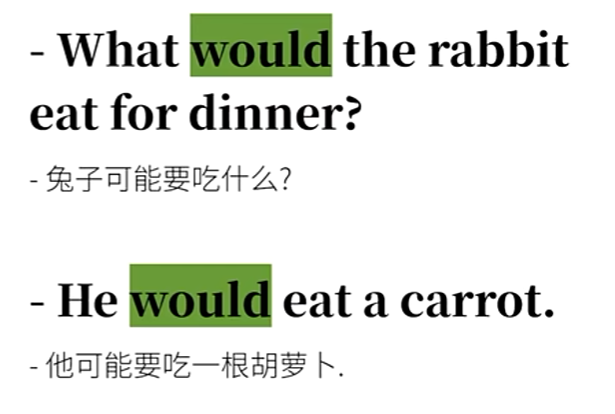 - What would the rabbit
eat for dinner?
- 兔子可能要吃什么?
- He would eat a carrot.
- 他可能要吃一根胡萝卜.